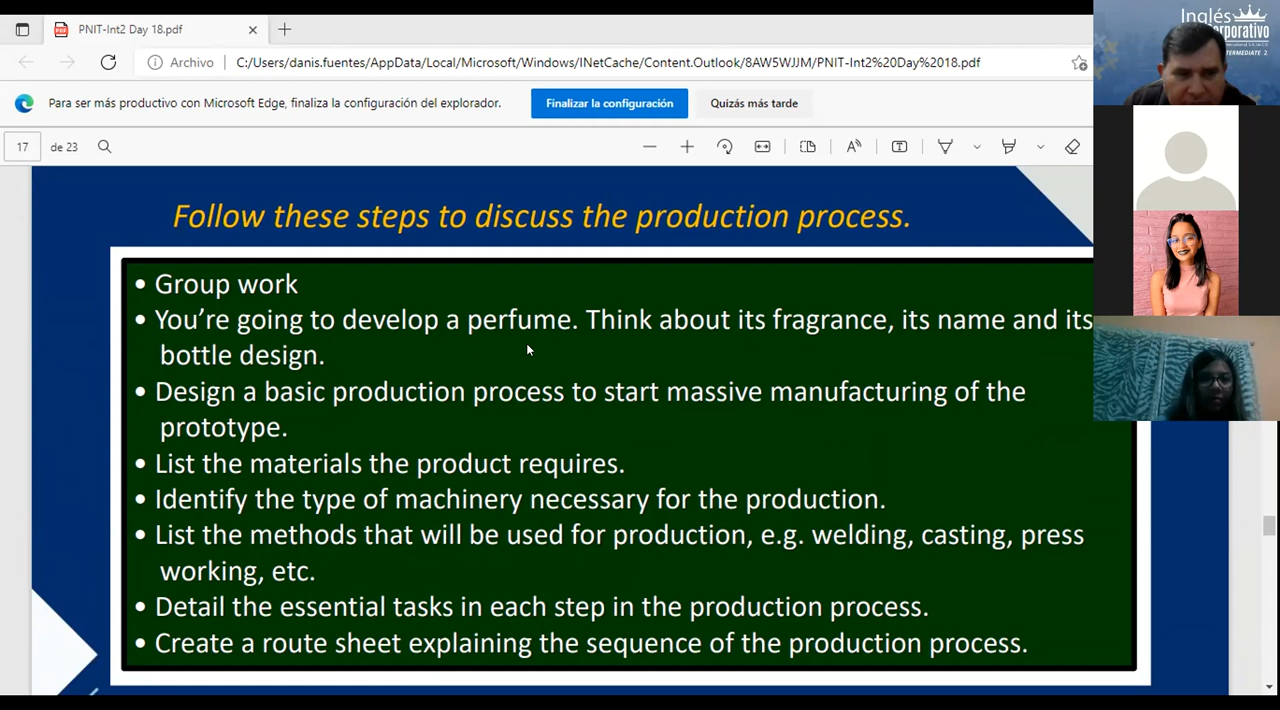 PNIT-Int2 Day 18.pdf
Archivo
C:/Users/danis.fuentes/AppData/Local/Microsoft/Windows/INetCache/Content.Outlook/8AW5WJJM/PNIT-Int2%20Day%2018.pdf
Para ser más productivo con Microsoft Edge, finaliza la configuración del explorador.
Finalizar la configuración
Quizás más tarde
17 de 23
Follow these steps to discuss the production process.
• Group work
• You're going to develop a perfume. Think about its fragrance, its name and its
bottle design.
• Design a basic production process to start massive manufacturing of the
prototype.
• List the materials the product requires.
• Identify the type of machinery necessary for the production.
• List the methods that will be used for production, e.g. welding, casting, press
working, etc.
• Detail the essential tasks in each step in the production process.
• Create a route sheet explaining the sequence of the production process.
Inglés